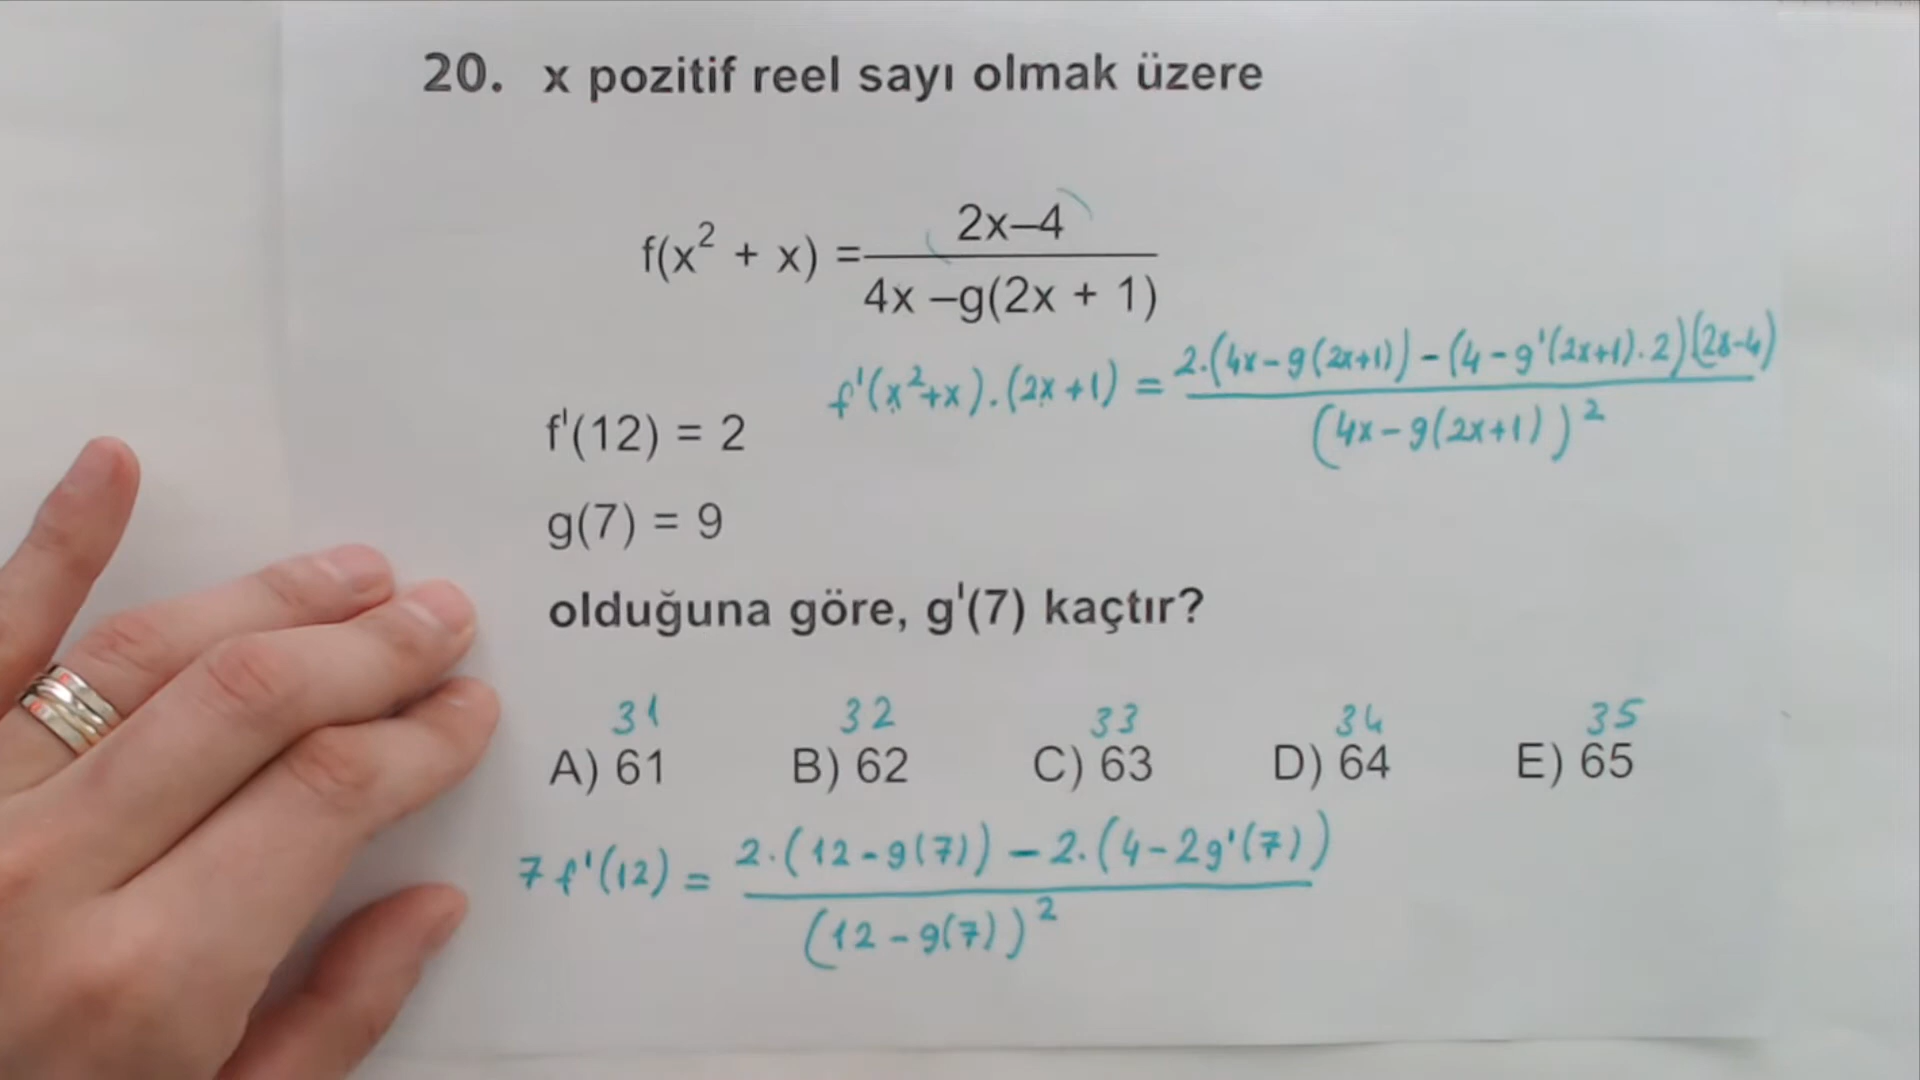 20. x pozitif reel sayı olmak üzere
f(x² + x) = (2x–4) / (4x –g(2x + 1))
f'(x²+x).(2x+1) = (2.(4x-g(2x+1)) - (4-g'(2x+1).2)(2x-4)) / (4x-g(2x+1))²
f'(12) = 2
g(7) = 9
olduğuna göre, g'(7) kaçtır?
31 32 33 34 35
A) 61 B) 62 C) 63 D) 64 E) 65
7f'(12) = (2.(12-g(7)) - 2.(4-2g'(7))) / (12-g(7))²